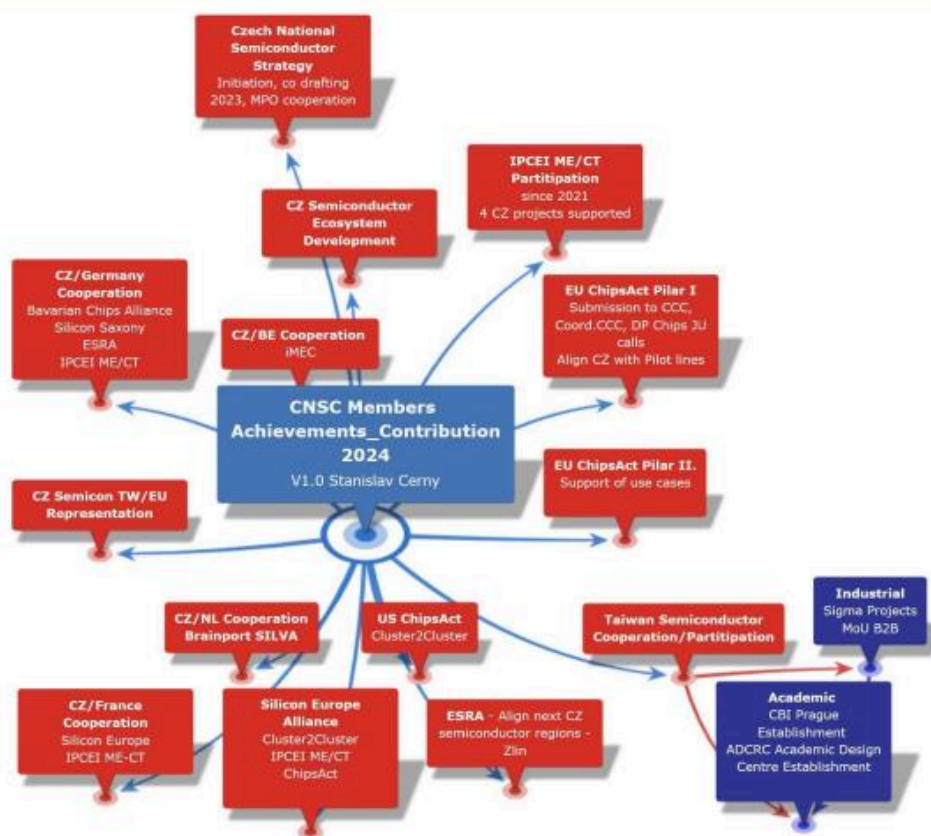 Czech National
Semiconductor
Strategy
Initiation, co drafting
2023, MPO cooperation
IPCEI ME/CT
Partitipation
since 2021
4 CZ projects supported
CZ Semiconductor
Ecosystem
Development
CZ/Germany
Cooperation
Bavarian Chips Alliance
Silicon Saxony
ESRA
IPCEI ME/CT
EU ChipsAct Pilar I
Submission to CCC,
Coord.CCC, DP Chips JU
calls
Align CZ with Pilot lines
CZ/BE Cooperation
iMEC
CNSC Members
Achievements_Contribution
2024
V1.0 Stanislav Cerny
EU ChipsAct Pilar II.
Support of use cases
CZ Semicon TW/EU
Representation
CZ/NL Cooperation
Brainport SILVA
US ChipsAct
Cluster2Cluster
Taiwan Semiconductor
Cooperation/Partitipation
Industrial
Sigma Projects
MoU B2B
CZ/France
Cooperation
Silicon Europe
IPCEI ME-CT
Silicon Europe
Alliance
Cluster2Cluster
IPCEI ME/CT
ChipsAct
ESRA - Align next CZ
semiconductor regions -
Zlin
Academic
CBI Prague
Establishment
ADCRC Academic Design
Centre Establishment